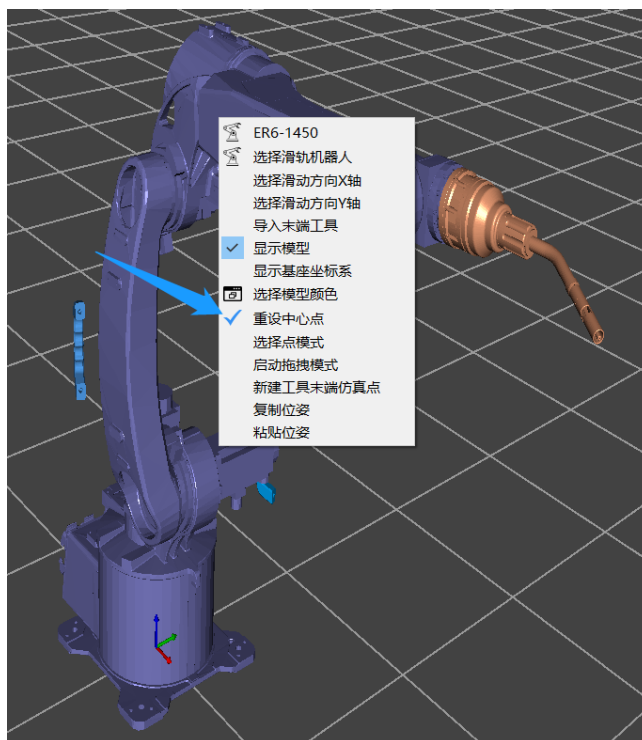 ER6-1450
选择滑轨机器人
选择滑动方向X轴
选择滑动方向Y轴
导入末端工具
显示模型
显示基座坐标系
选择模型颜色
重设中心点
选择点模式
启动拖拽模式
新建工具末端仿真点
复制位姿
粘贴位姿